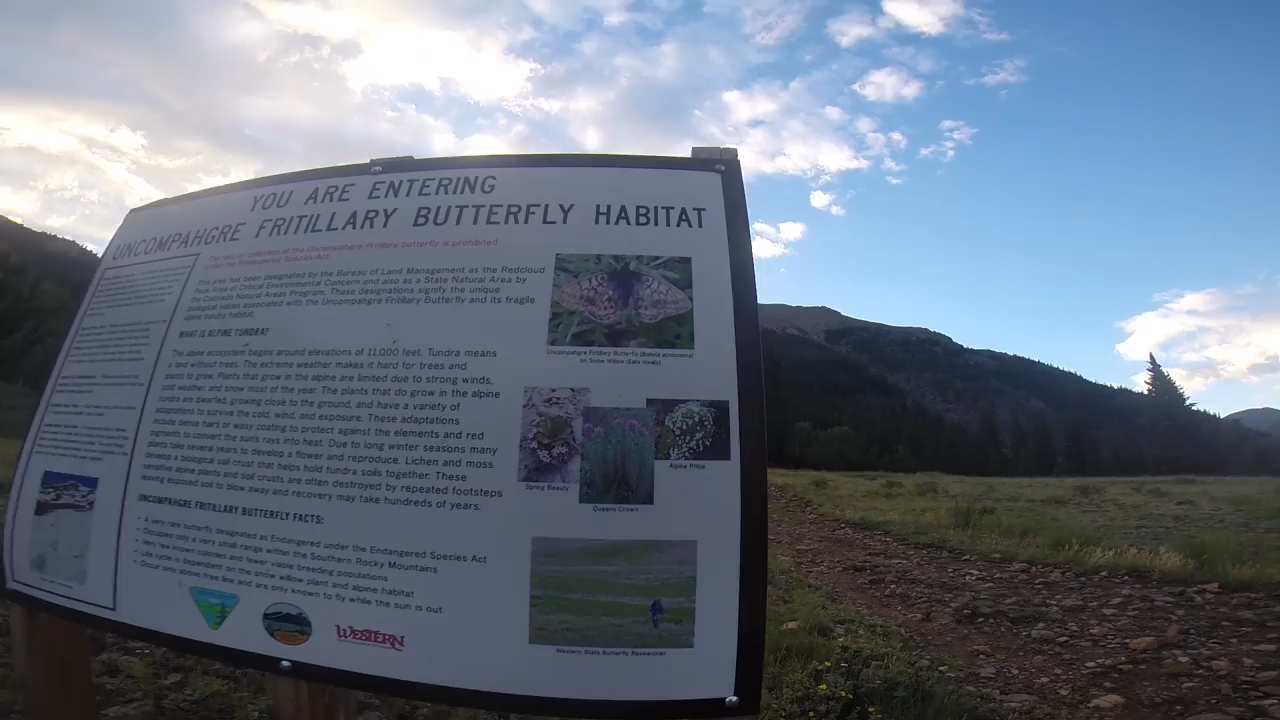 YOU ARE ENTERING
UNCOMPAHGRE FRITILLARY BUTTERFLY HABITAT
The take or collection of the Uncompahgre fritillary butterfly is prohibited
under the Endangered Species Act.
This area has been designated by the Bureau of Land Management as the Redcloud
Peak Area of Critical Environmental Concern and also as a State Natural Area by
the Colorado Natural Areas Program. These designations signify the unique
biological values associated with the Uncompahgre Fritillary Butterfly and its fragile
alpine tundra habitat.
WHAT IS ALPINE TUNDRA?
The alpine ecosystem begins around elevations of 11,000 feet. Tundra means
a land without trees. The extreme weather makes it hard for trees and
plants to grow. Plants that grow in the alpine are limited due to strong winds,
cold weather, and snow most of the year. The plants that do grow in the alpine
tundra are dwarfed, growing close to the ground, and have a variety of
adaptations to survive the cold, wind, and exposure. These adaptations
include dense hairs or waxy coating to protect against the elements and red
pigments to convert the sun's rays into heat. Due to long winter seasons many
plants take several years to develop a flower and reproduce. Lichen and moss
develop a biological soil crust that helps hold tundra soils together. These
sensitive alpine plants and soil crusts are often destroyed by repeated footsteps
leaving exposed soil to blow away and recovery may take hundreds of years.
UNCOMPAHGRE FRITILLARY BUTTERFLY FACTS:
• A very rare butterfly designated as Endangered under the Endangered Species Act
• Occupies only a very small range within the Southern Rocky Mountains
• Very few known colonies and fewer viable breeding populations
• Life cycle is dependent on the snow willow plant and alpine habitat
• Occur only above tree line and are only known to fly while the sun is out
Uncompahgre Fritillary Butterfly (Boloria acrocnema)
on Snow Willow (Salix nivalis)
Spring Beauty
Queens Crown
Alpine Phlox
Western State Butterfly Researcher
WESTERN